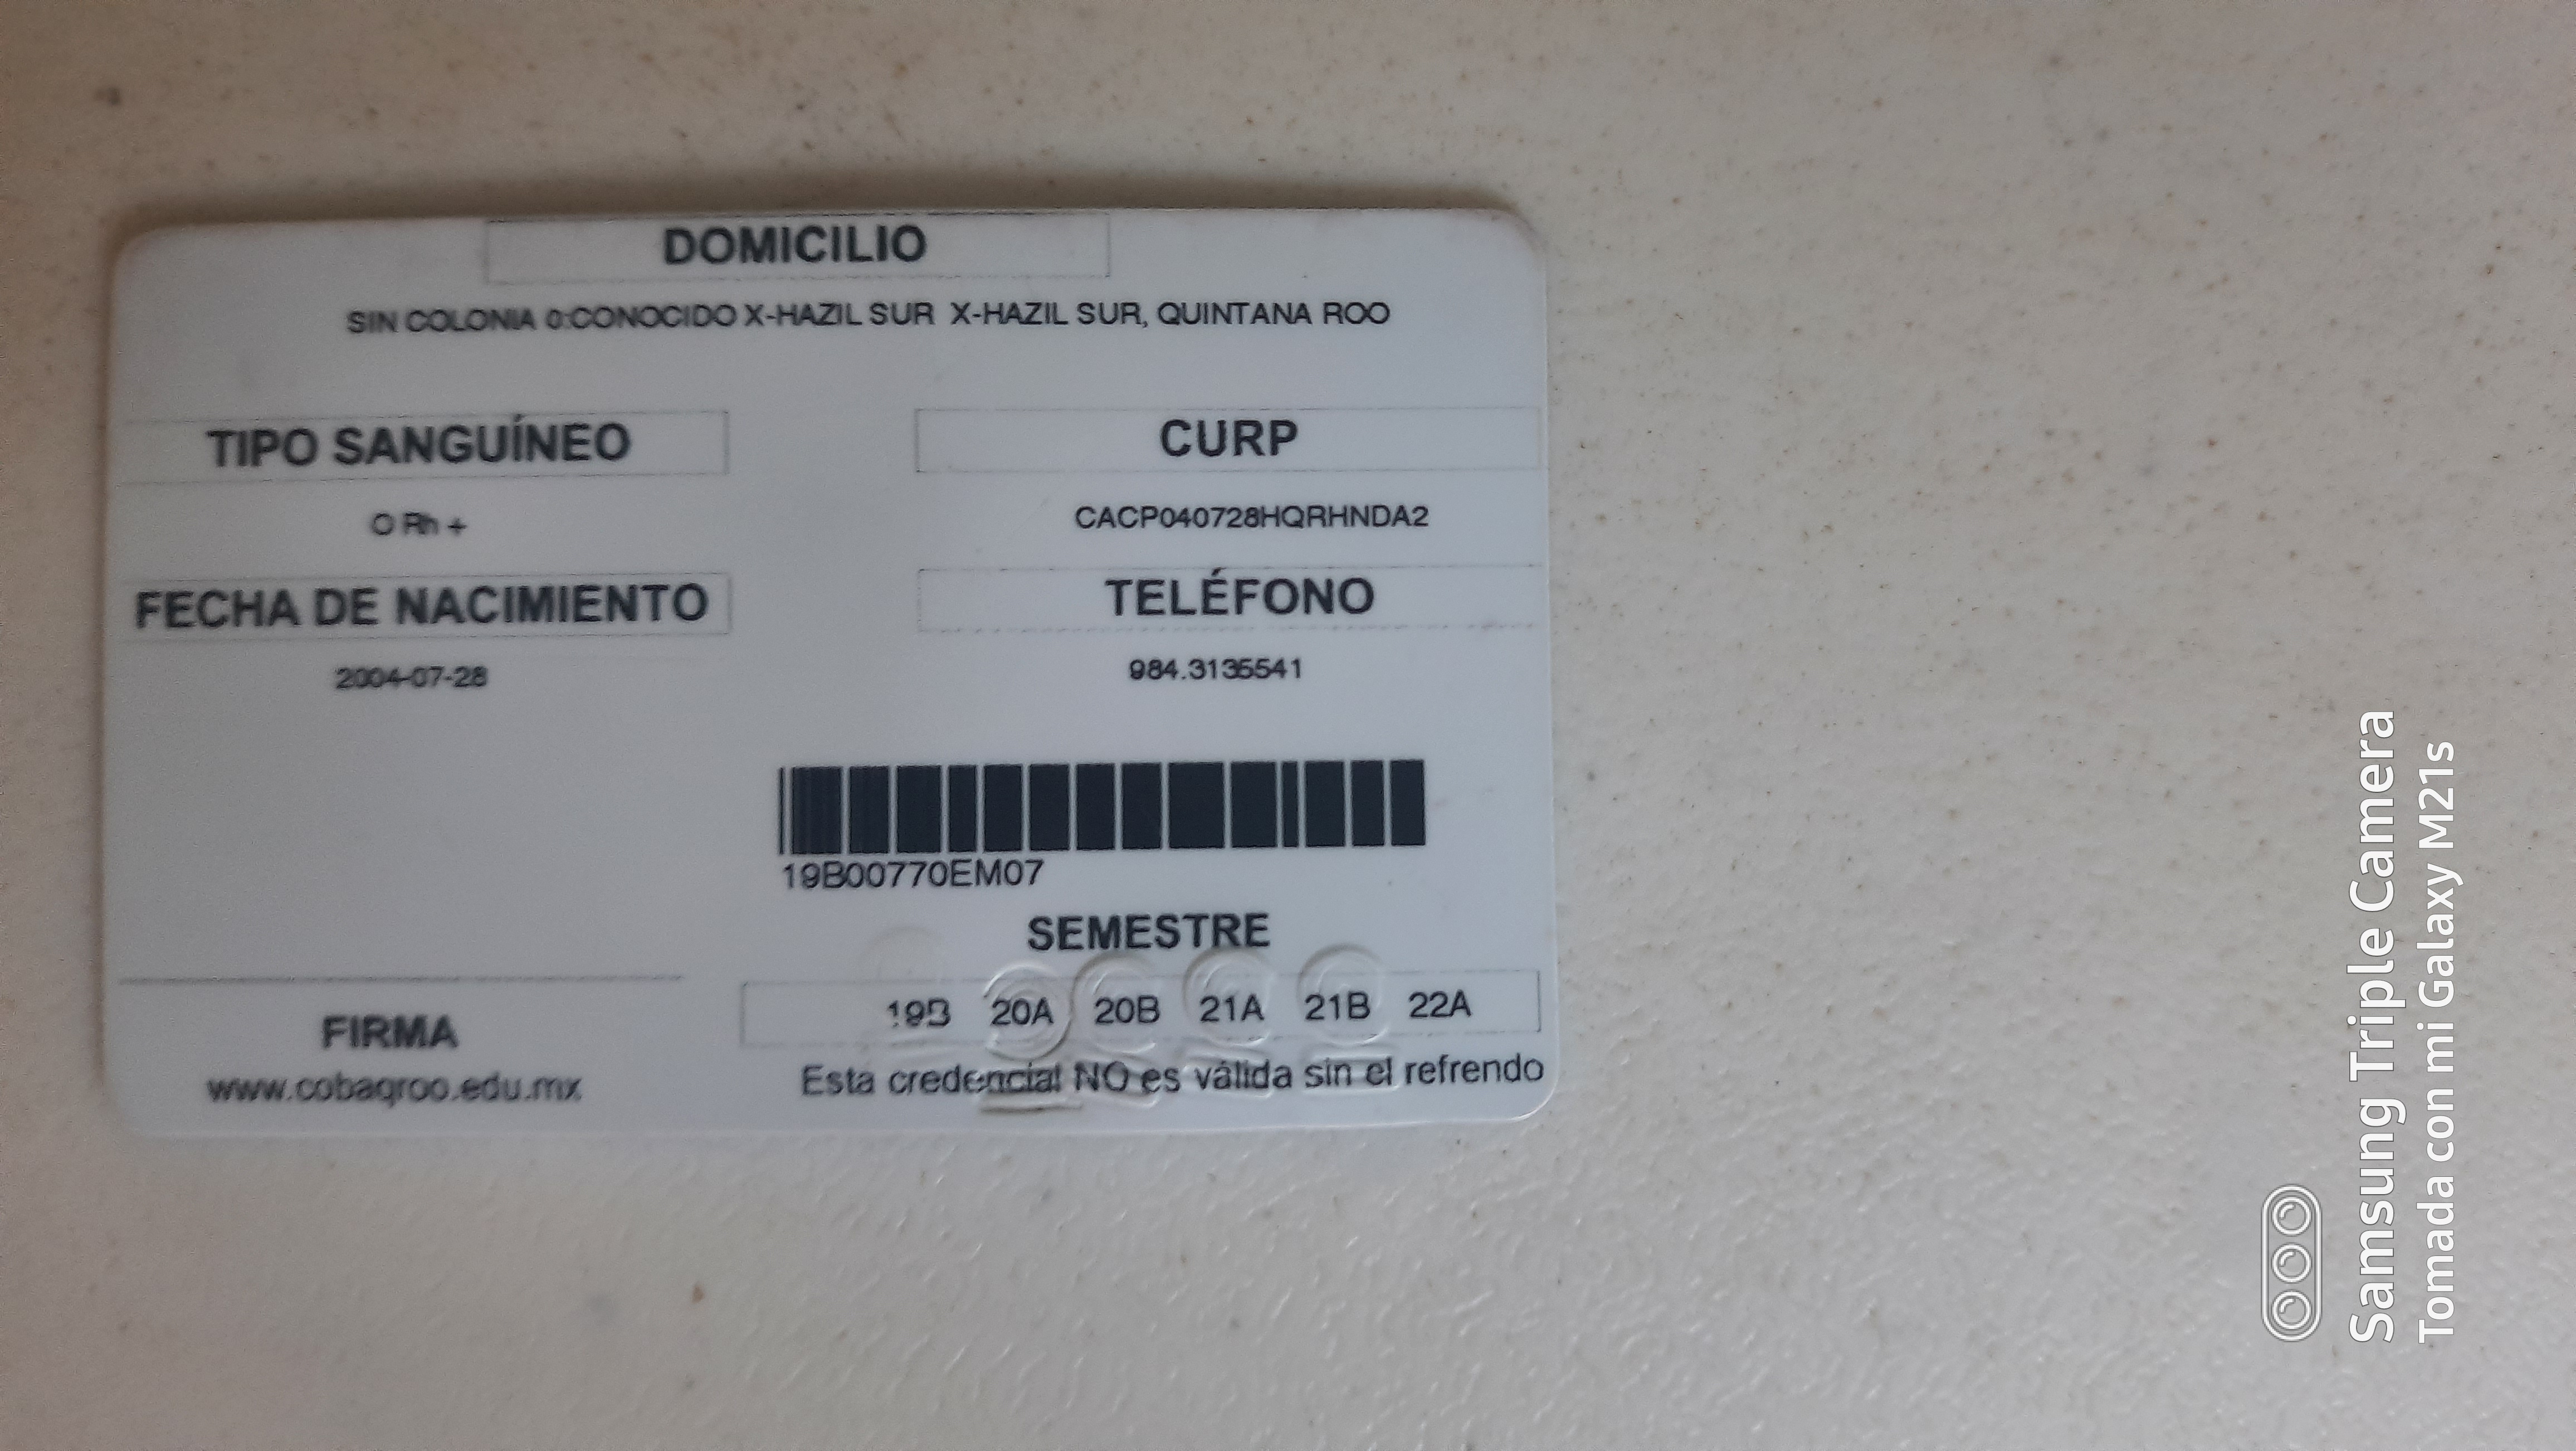 DOMICILIO
SIN COLONIA 0:CONOCIDO X-HAZIL SUR X-HAZIL SUR, QUINTANA ROO
TIPO SANGUÍNEO
CURP
O Rh +
CACP040728HQRHNDA2
FECHA DE NACIMIENTO
TELÉFONO
2004-07-28
984.3135541
19B00770EM07
SEMESTRE
19B 20A 20B 21A 21B 22A
FIRMA
www.cobaqroo.edu.mx
Esta credencial NO es válida sin el refrendo
Samsung Triple Camera
Tomada con mi Galaxy M21s